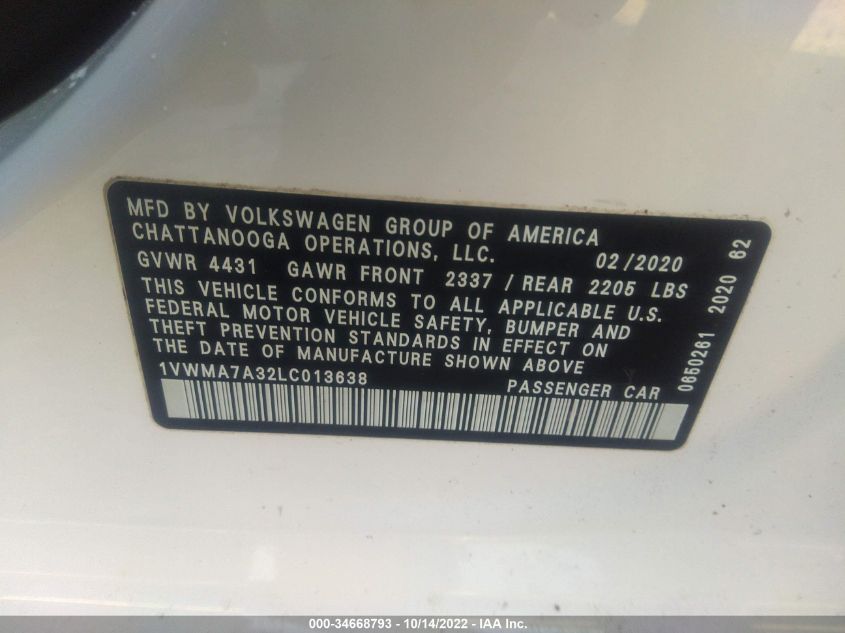 MFD BY VOLKSWAGEN GROUP OF AMERICA
CHATTANOOGA OPERATIONS, LLC. 02/2020
GVWR 4431 GAWR FRONT 2337 / REAR 2205 LBS
THIS VEHICLE CONFORMS TO ALL APPLICABLE U.S.
FEDERAL MOTOR VEHICLE SAFETY, BUMPER AND
THEFT PREVENTION STANDARDS IN EFFECT ON
THE DATE OF MANUFACTURE SHOWN ABOVE
1VWMA7A32LC013638 PASSENGER CAR
0650261 2020 62
000-34668793 - 10/14/2022 - IAA Inc.